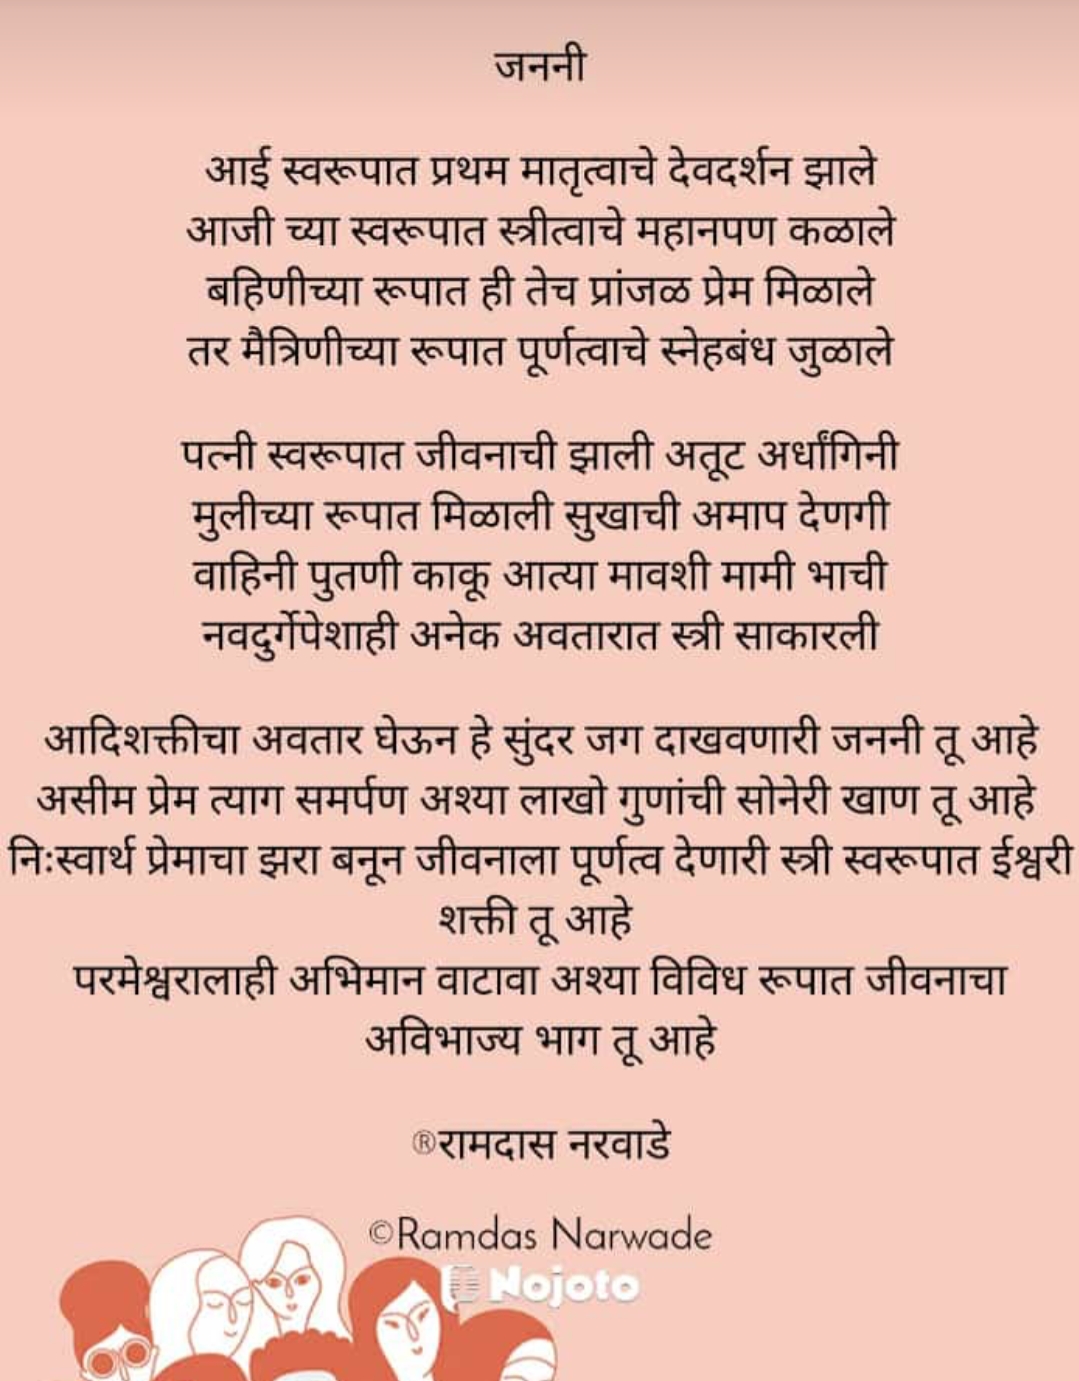 जननी
आई स्वरूपात प्रथम मातृत्वाचे देवदर्शन झाले
आजी च्या स्वरूपात स्त्रीत्वाचे महानपण कळाले
बहिणीच्या रूपात ही तेच प्रांजळ प्रेम मिळाले
तर मैत्रिणीच्या रूपात पूर्णत्वाचे स्नेहबंध जुळाले
पत्नी स्वरूपात जीवनाची झाली अतूट अर्धांगिनी
मुलीच्या रूपात मिळाली सुखाची अमाप देणगी
वाहिनी पुतणी काकू आत्या मावशी मामी भाची
नवदुर्गेपेशाही अनेक अवतारात स्त्री साकारली
आदिशक्तीचा अवतार घेऊन हे सुंदर जग दाखवणारी जननी तू आहे
असीम प्रेम त्याग समर्पण अश्या लाखो गुणांची सोनेरी खाण तू आहे
निःस्वार्थ प्रेमाचा झरा बनून जीवनाला पूर्णत्व देणारी स्त्री स्वरूपात ईश्वरी
शक्ती तू आहे
परमेश्वरालाही अभिमान वाटावा अश्या विविध रूपात जीवनाचा
अविभाज्य भाग तू आहे
®रामदास नरवाडे
©Ramdas Narwade
Nojoto